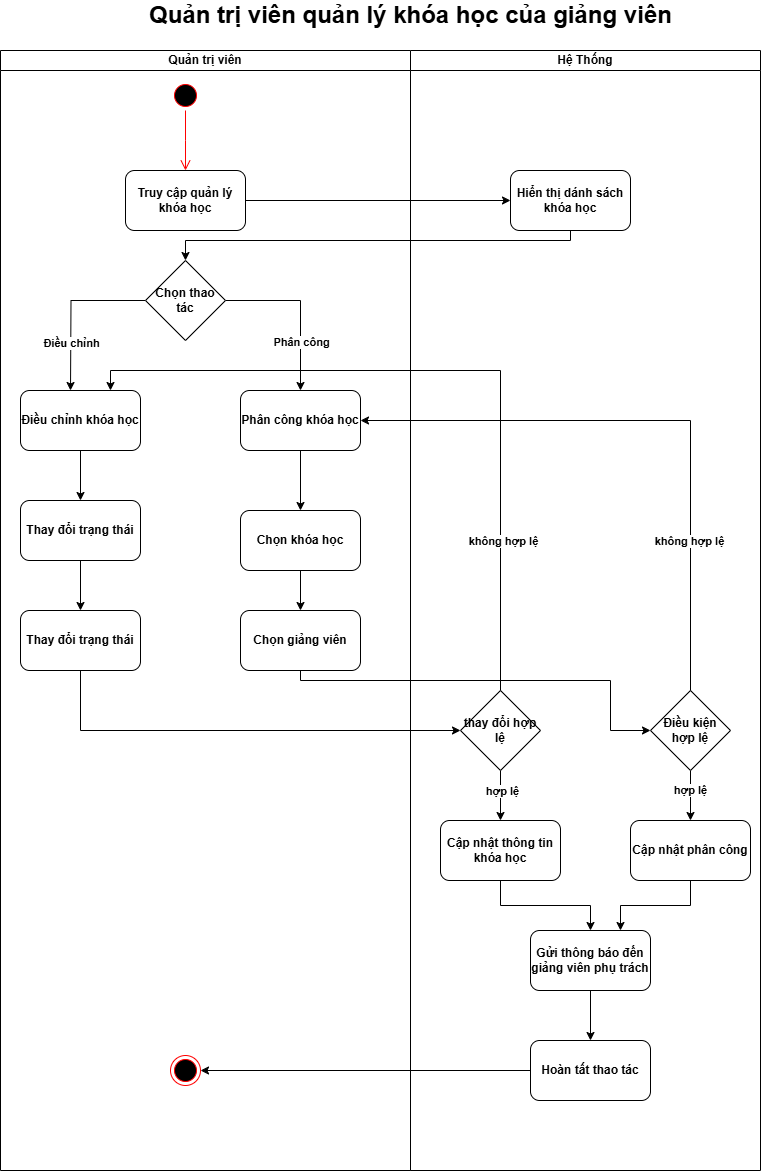 Quản trị viên quản lý khóa học của giảng viên
Quản trị viên
Hệ Thống
Truy cập quản lý
khóa học
Hiển thị dánh sách
khóa học
Chọn thao
tác
Điều chỉnh
Phân công
Điều chỉnh khóa học
Phân công khóa học
Thay đổi trạng thái
Chọn khóa học
không hợp lệ
không hợp lệ
Thay đổi trạng thái
Chọn giảng viên
thay đổi hợp
lệ
Điều kiện
hợp lệ
hợp lệ
hợp lệ
Cập nhật thông tin
khóa học
Cập nhật phân công
Gửi thông báo đến
giảng viên phụ trách
Hoàn tất thao tác